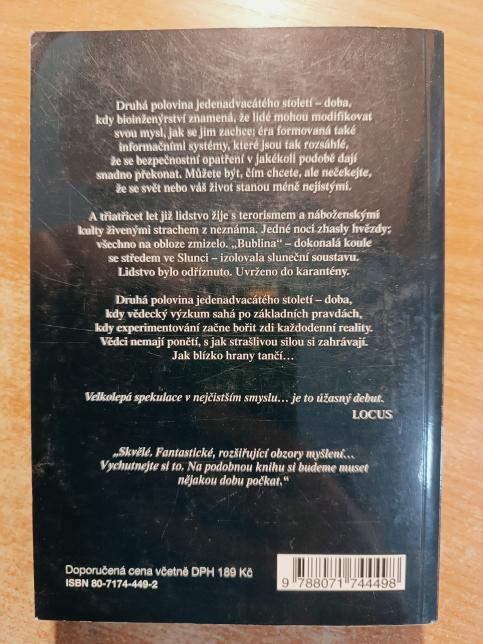 Druhá polovina jedenadvacátého století – doba,
kdy bioinženýrství znamená, že lidé mohou modifikovat
svou mysl, jak se jim zachce; éra formovaná také
informačními systémy, které jsou tak rozsáhlé,
že se bezpečnostní opatření v jakékoli podobě dají
snadno překonat. Můžete být, čím chcete, ale nečekejte,
že se svět nebo váš život stanou méně nejistými.
A třiatřicet let již lidstvo žije s terorismem a náboženskými
kulty živenými strachem z neznáma. Jedné noci zhasly hvězdy;
všechno na obloze zmizelo. „Bublina“ – dokonalá koule
se středem ve Slunci – izolovala sluneční soustavu.
Lidstvo bylo odříznuto. Uvrženo do karantény.
Druhá polovina jedenadvacátého století – doba,
kdy vědecký výzkum sahá po základních pravdách,
kdy experimentování začne bořit zdi každodenní reality.
Vědci nemají ponětí, s jak strašlivou silou si zahrávají.
Jak blízko hrany tančí...
Velkolepá spekulace v nejčistším smyslu... je to úžasný debut.
LOCUS
„Skvělé. Fantastické, rozšiřující obzory myšlení...
Vychutnejte si to. Na podobnou knihu si budeme muset
nějakou dobu počkat.“
Doporučená cena včetně DPH 189 Kč
ISBN 80-7174-449-2
9 788071 744498